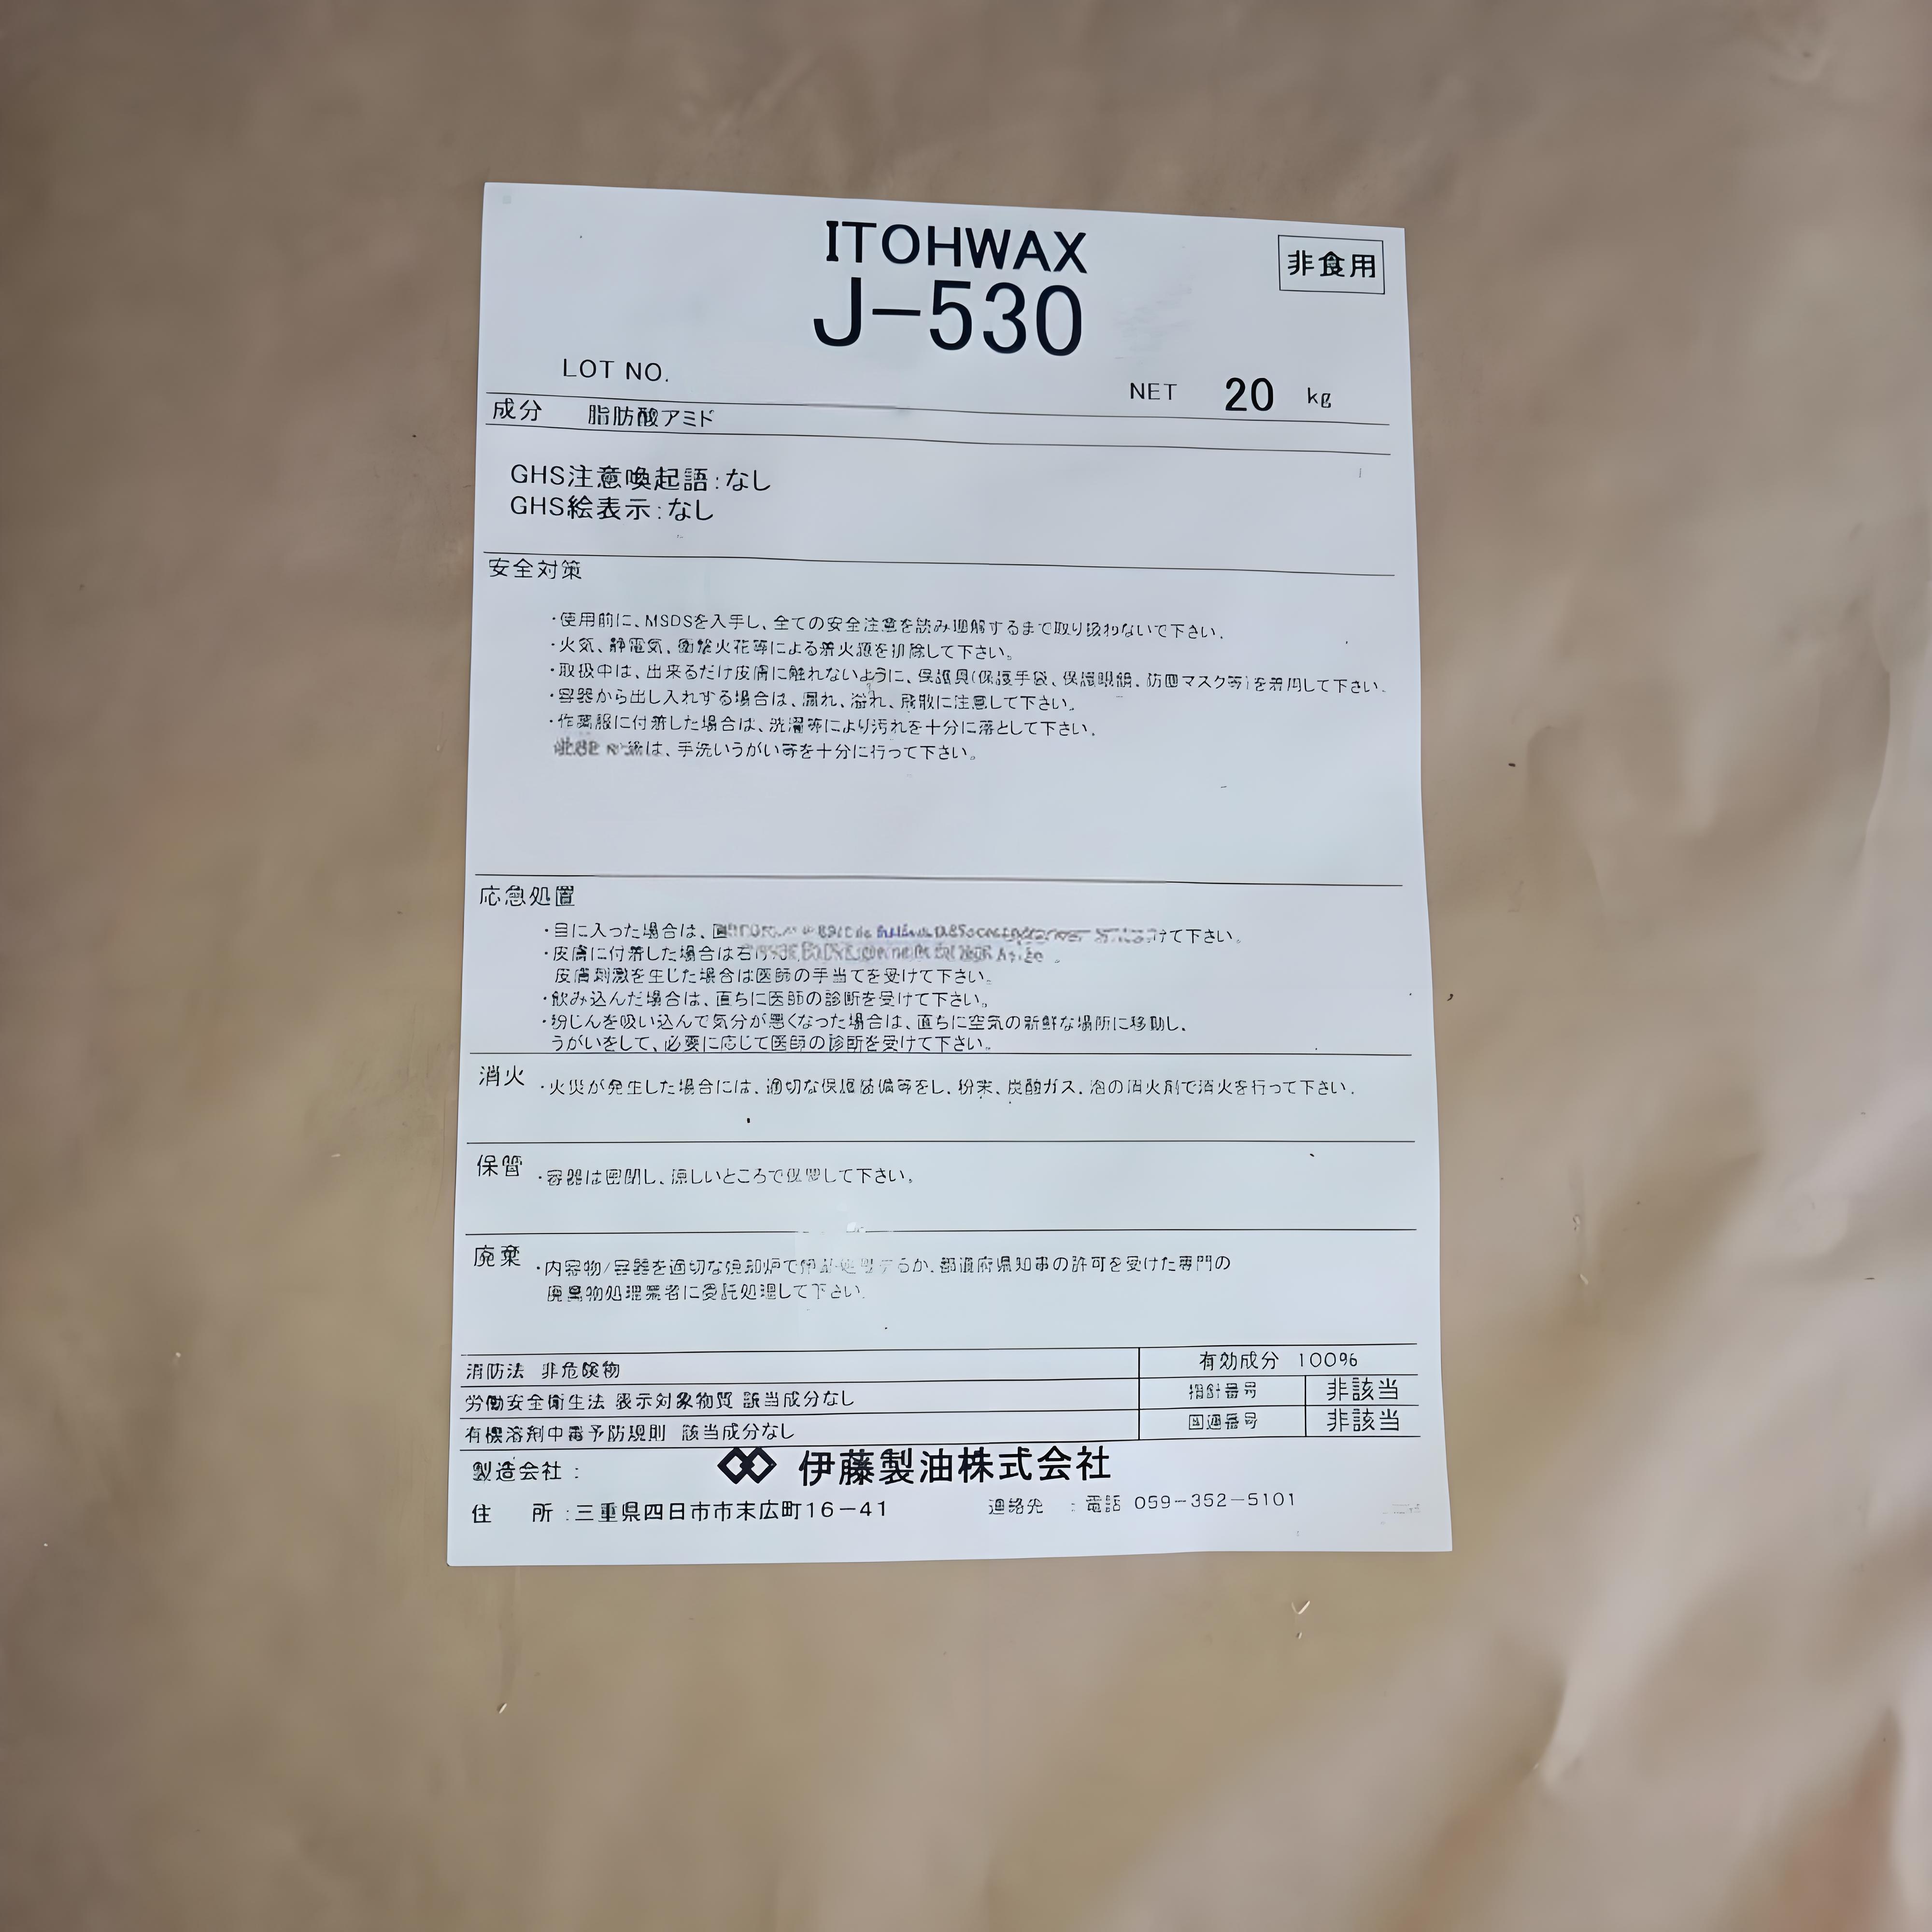 ITOHWAX
非食用
J-530
LOT NO.
NET 20 kg
成分 脂肪酸アミド
GHS注意喚起語:なし
GHS絵表示:なし
安全対策
・使用前に、MSDSを入手し、全ての安全注意を読み理解するまで取り扱わないで下さい.
・火気、静電気、衝撃火花等による着火源を排除して下さい。
・取扱中は、出来るだけ皮膚に触れないように、保護具(保護手袋、保護眼鏡、防塵マスク等)を着用して下さい.
・容器から出し入れする場合は、漏れ、溢れ、飛散に注意して下さい。
・作業服に付着した場合は、洗濯等により汚れを十分に落として下さい.
後は、手洗いうがい等を十分に行って下さい。
応急処置
・目に入った場合は、 けて下さい。
・皮膚に付着した場合は
皮膚刺激を生じた場合は医師の手当てを受けて下さい。
・飲み込んだ場合は、直ちに医師の診断を受けて下さい。
・粉じんを吸い込んで気分が悪くなった場合は、直ちに空気の新鮮な場所に移動し.
うがいをして、必要に応じて医師の診断を受けて下さい。
消火 ・火災が発生した場合には、適切な保護装備等をし、粉末、炭酸ガス、泡の消火剤で消火を行って下さい.
保管 ・容器は密閉し、涼しいところで保管して下さい。
廃棄 ・内容物/容器を適切な焼却炉で するか、都道府県知事の許可を受けた専門の
廃棄物処理業者に委託処理して下さい.
消防法 非危険物 有効成分 100%
労働安全衛生法 表示対象物質 該当成分なし 指針番号 非該当
有機溶剤中毒予防規則 該当成分なし 国連番号 非該当
製造会社 : 伊藤製油株式会社
住 所 :三重県四日市市末広町16-41 連絡先 : 電話 059-352-5101